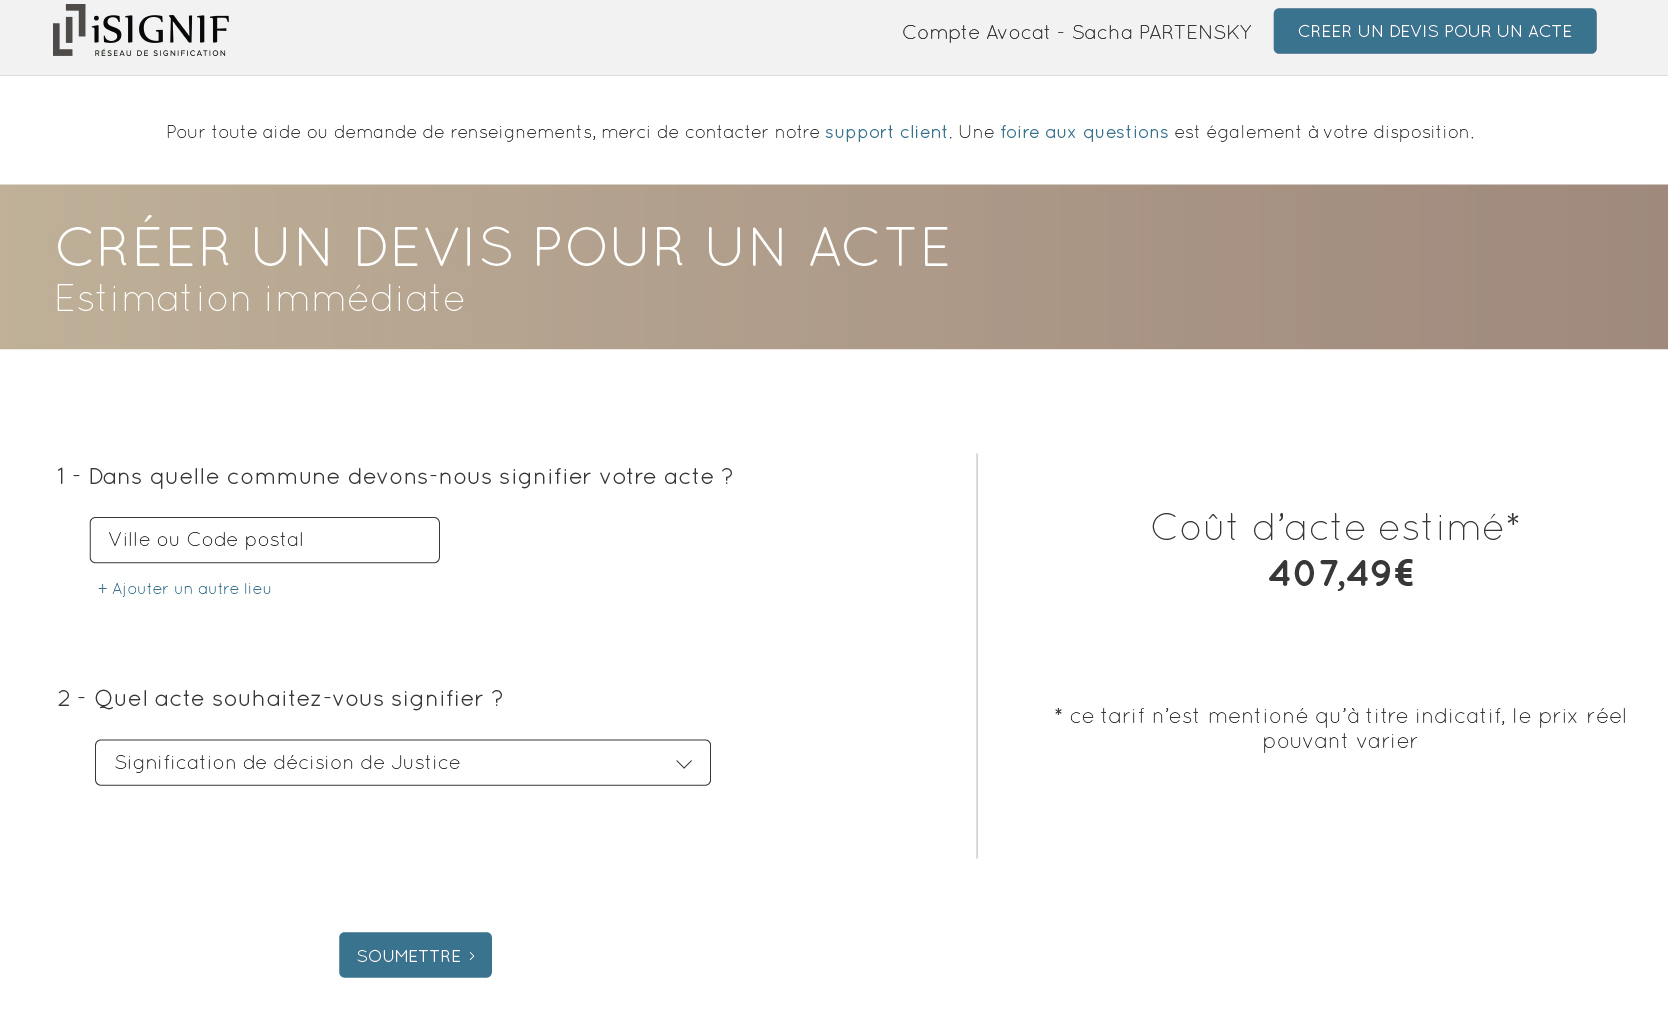 iSIGNIF
RÉSEAU DE SIGNIFICATION
Compte Avocat - Sacha PARTENSKY
CREER UN DEVIS POUR UN ACTE
Pour toute aide ou demande de renseignements, merci de contacter notre support client. Une foire aux questions est également à votre disposition.
CRÉER UN DEVIS POUR UN ACTE
Estimation immédiate
1 - Dans quelle commune devons-nous signifier votre acte ?
Ville ou Code postal
+ Ajouter un autre lieu
2 - Quel acte souhaitez-vous signifier ?
Signification de décision de Justice
SOUMETTRE >
Coût d’acte estimé*
407,49€
* ce tarif n’est mentioné qu’à titre indicatif, le prix réel
pouvant varier